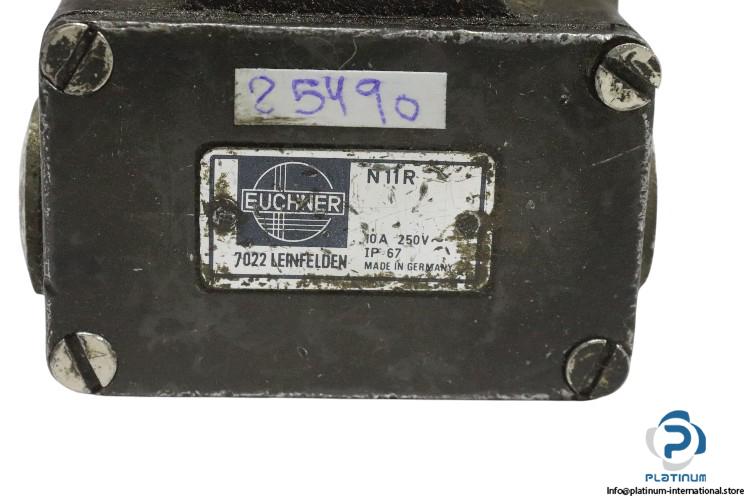 25490
EUCHNER
7022 LEINFELDEN
N11R
10A 250V~
IP 67
MADE IN GERMANY
PLATINUM
Info@platinum-international.store